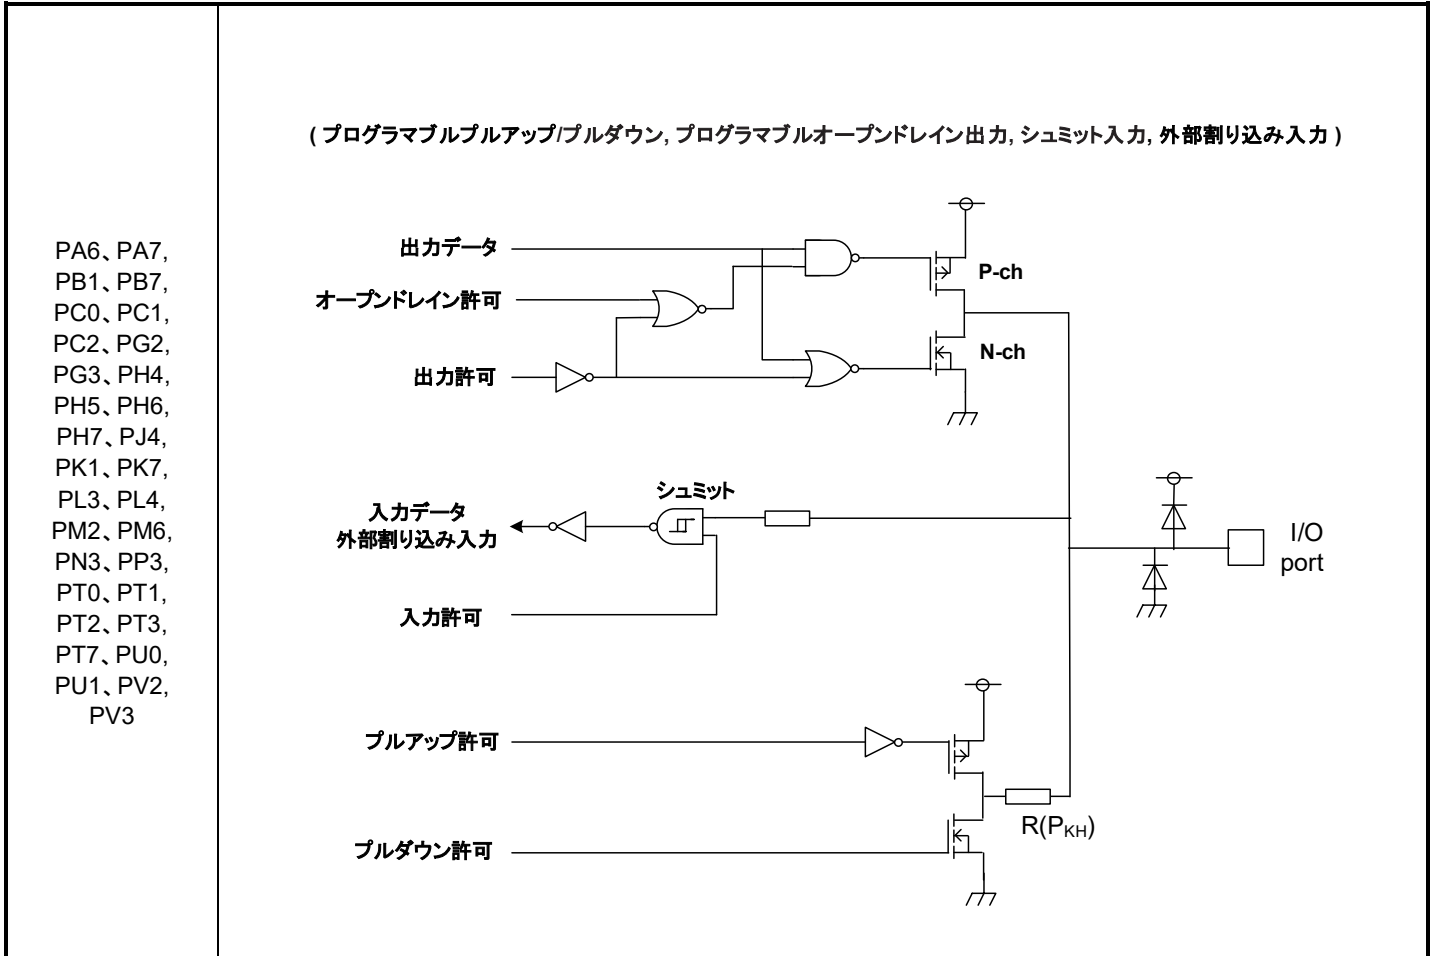 ( プログラマブルプルアップ/プルダウン, プログラマブルオープンドレイン出力, シュミット入力, 外部割り込み入力 )
PA6、PA7,
PB1、PB7,
PC0、PC1,
PC2、PG2,
PG3、PH4,
PH5、PH6,
PH7、PJ4,
PK1、PK7,
PL3、PL4,
PM2、PM6,
PN3、PP3,
PT0、PT1,
PT2、PT3,
PT7、PU0,
PU1、PV2,
PV3
出力データ
オープンドレイン許可
出力許可
P-ch
N-ch
シュミット
入力データ
外部割り込み入力
入力許可
I/O
port
プルアップ許可
プルダウン許可
R(PKH)